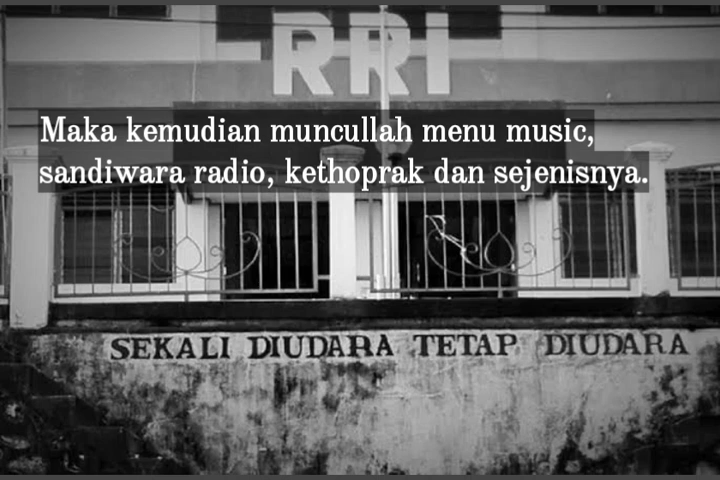 RRI
Maka kemudian muncullah menu music,
sandiwara radio, kethoprak dan sejenisnya.
SEKALI DIUDARA TETAP DIUDARA